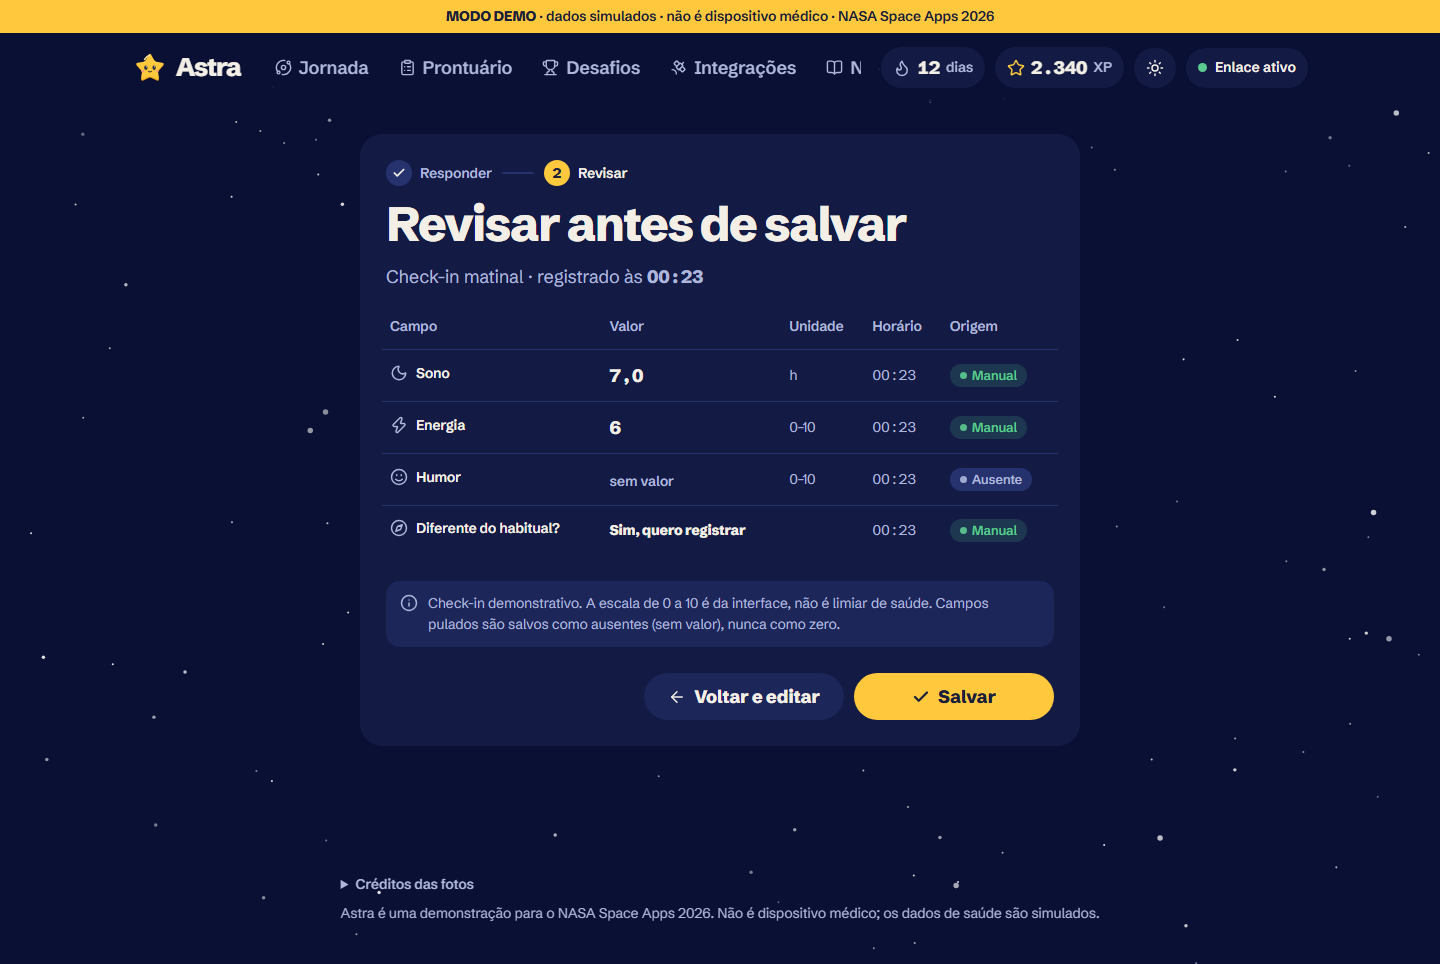 MODO DEMO · dados simulados · não é dispositivo médico · NASA Space Apps 2026
Astra
Jornada
Prontuário
Desafios
Integrações
N
12 dias
2.340 XP
Enlace ativo
Responder
2 Revisar
Revisar antes de salvar
Check-in matinal · registrado às 00:23
Campo Valor Unidade Horário Origem
Sono 7,0 h 00:23 Manual
Energia 6 0-10 00:23 Manual
Humor sem valor 0-10 00:23 Ausente
Diferente do habitual? Sim, quero registrar 00:23 Manual
Check-in demonstrativo. A escala de 0 a 10 é da interface, não é limiar de saúde. Campos
pulados são salvos como ausentes (sem valor), nunca como zero.
Voltar e editar
Salvar
Créditos das fotos
Astra é uma demonstração para o NASA Space Apps 2026. Não é dispositivo médico; os dados de saúde são simulados.